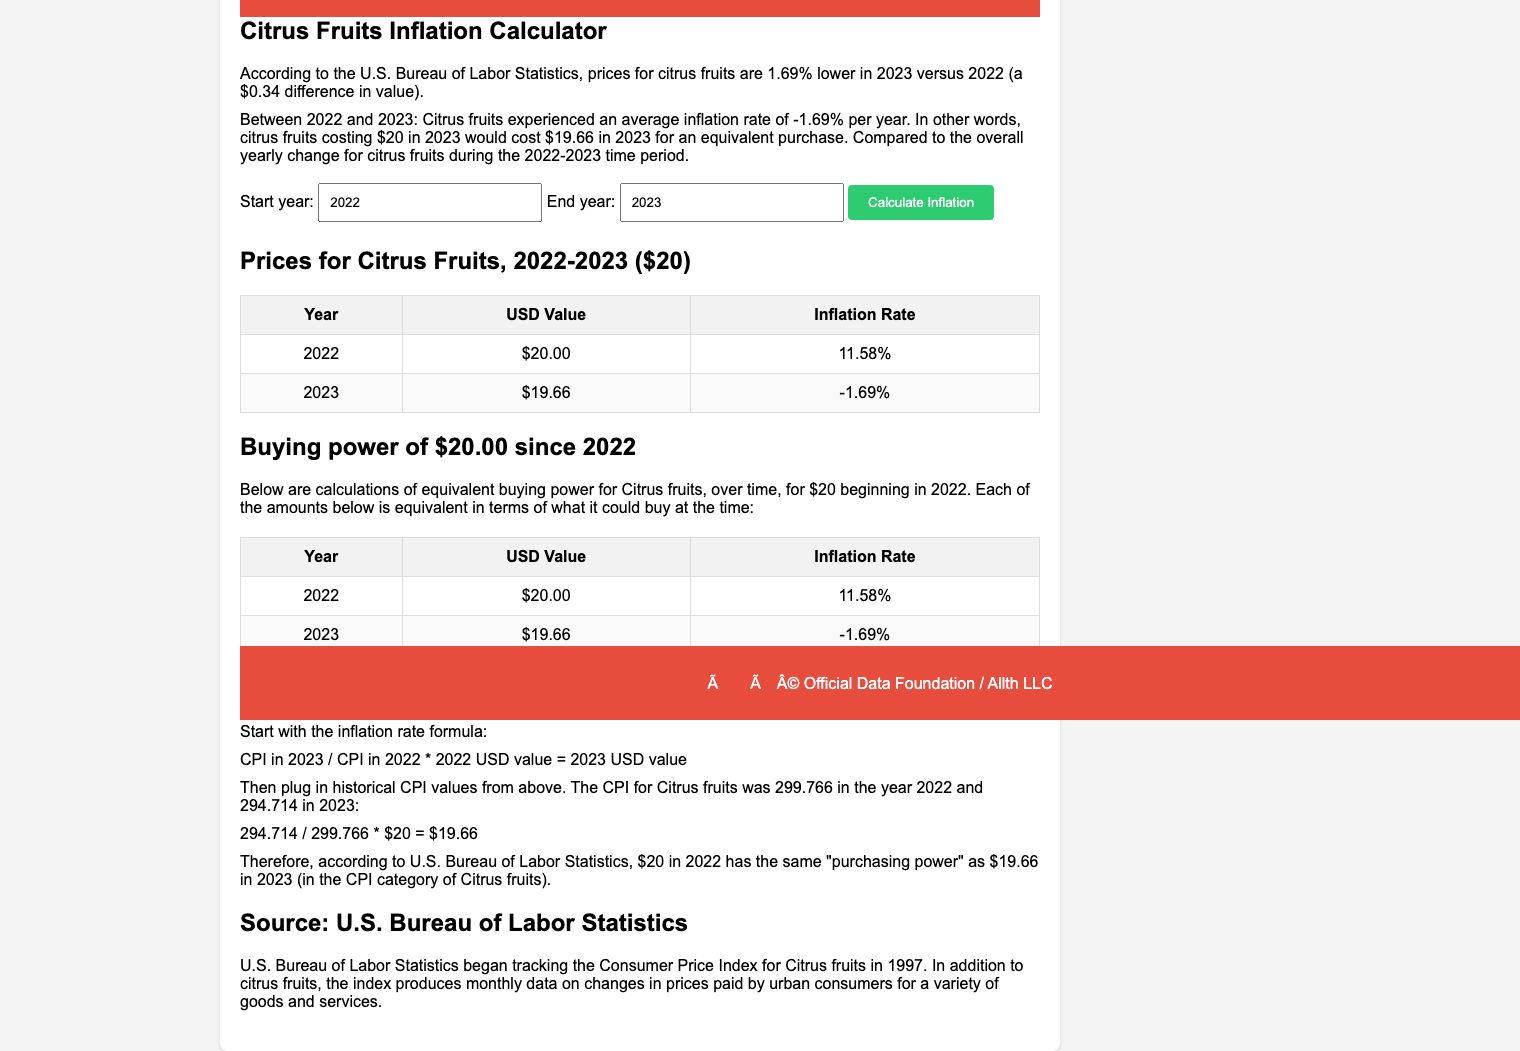 Citrus Fruits Inflation Calculator
According to the U.S. Bureau of Labor Statistics, prices for citrus fruits are 1.69% lower in 2023 versus 2022 (a
$0.34 difference in value).
Between 2022 and 2023: Citrus fruits experienced an average inflation rate of -1.69% per year. In other words,
citrus fruits costing $20 in 2023 would cost $19.66 in 2023 for an equivalent purchase. Compared to the overall
yearly change for citrus fruits during the 2022-2023 time period.
Start year: 2022 End year: 2023 Calculate Inflation
Prices for Citrus Fruits, 2022-2023 ($20)
Year USD Value Inflation Rate
2022 $20.00 11.58%
2023 $19.66 -1.69%
Buying power of $20.00 since 2022
Below are calculations of equivalent buying power for Citrus fruits, over time, for $20 beginning in 2022. Each of
the amounts below is equivalent in terms of what it could buy at the time:
Year USD Value Inflation Rate
2022 $20.00 11.58%
2023 $19.66 -1.69%
Ã Ã Â© Official Data Foundation / Allth LLC
Start with the inflation rate formula:
CPI in 2023 / CPI in 2022 * 2022 USD value = 2023 USD value
Then plug in historical CPI values from above. The CPI for Citrus fruits was 299.766 in the year 2022 and
294.714 in 2023:
294.714 / 299.766 * $20 = $19.66
Therefore, according to U.S. Bureau of Labor Statistics, $20 in 2022 has the same "purchasing power" as $19.66
in 2023 (in the CPI category of Citrus fruits).
Source: U.S. Bureau of Labor Statistics
U.S. Bureau of Labor Statistics began tracking the Consumer Price Index for Citrus fruits in 1997. In addition to
citrus fruits, the index produces monthly data on changes in prices paid by urban consumers for a variety of
goods and services.